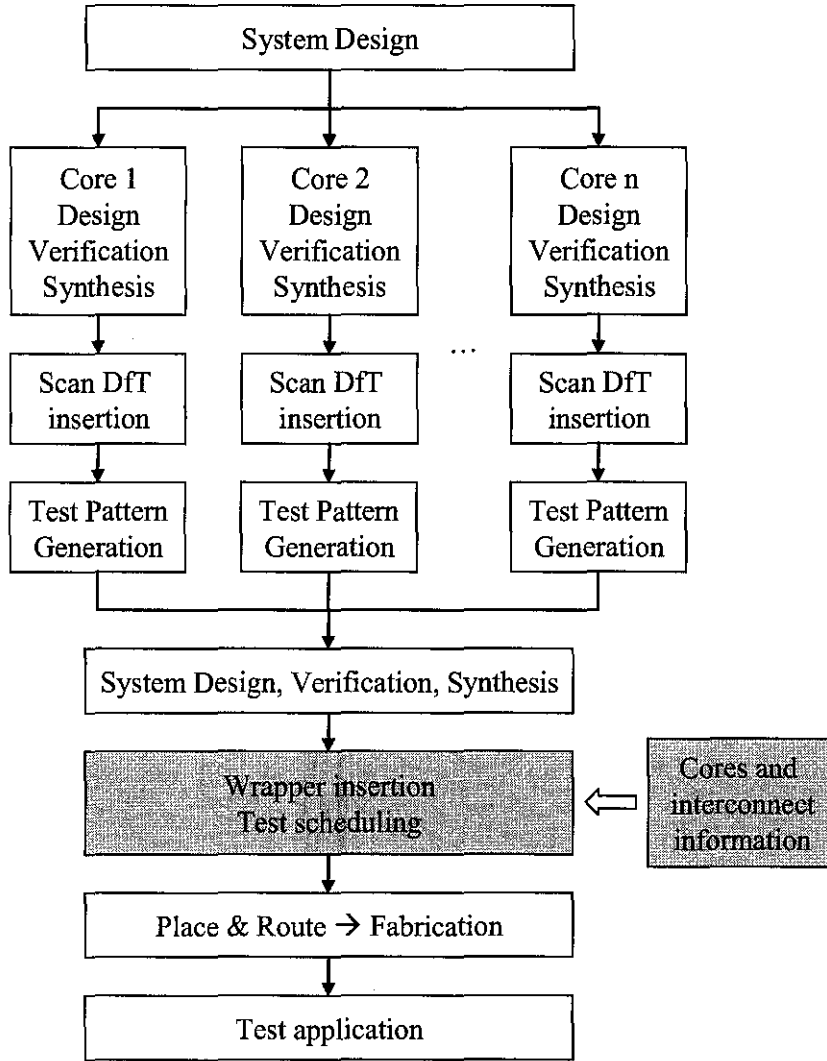 System Design
Core 1
Design
Verification
Synthesis
Core 2
Design
Verification
Synthesis
Core n
Design
Verification
Synthesis
...
Scan DfT
insertion
Scan DfT
insertion
Scan DfT
insertion
Test Pattern
Generation
Test Pattern
Generation
Test Pattern
Generation
System Design, Verification, Synthesis
Wrapper insertion
Test scheduling
Cores and
interconnect
information
Place & Route → Fabrication
Test application